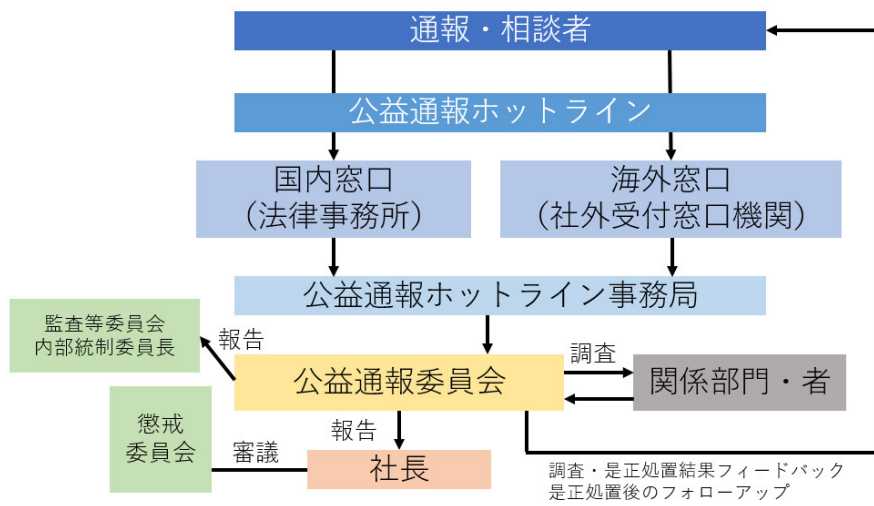 通報・相談者
公益通報ホットライン
国内窓口
（法律事務所）
海外窓口
（社外受付窓口機関）
公益通報ホットライン事務局
監査等委員会
内部統制委員長
報告
公益通報委員会
調査
関係部門・者
報告
懲戒
委員会
審議
社長
調査・是正処置結果フィードバック
是正処置後のフォローアップ